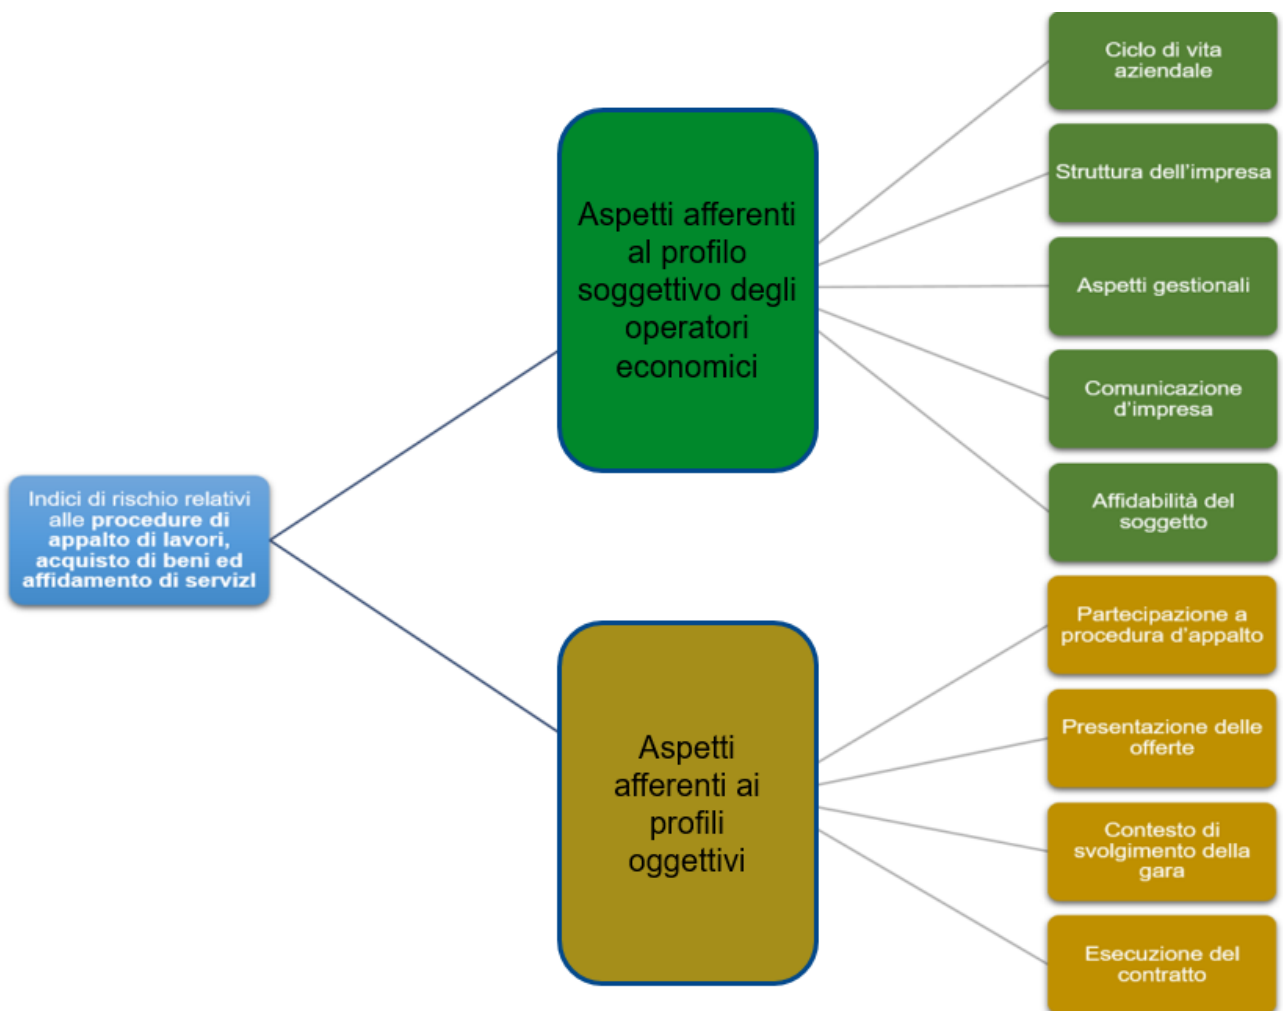 Indici di rischio relativi
alle procedure di
appalto di lavori,
acquisto di beni ed
affidamento di servizI
Aspetti afferenti
al profilo
soggettivo degli
operatori
economici
Ciclo di vita
aziendale
Struttura dell'impresa
Aspetti gestionali
Comunicazione
d'impresa
Affidabilità del
soggetto
Aspetti
afferenti ai
profili
oggettivi
Partecipazione a
procedura d'appalto
Presentazione delle
offerte
Contesto di
svolgimento della
gara
Esecuzione del
contratto